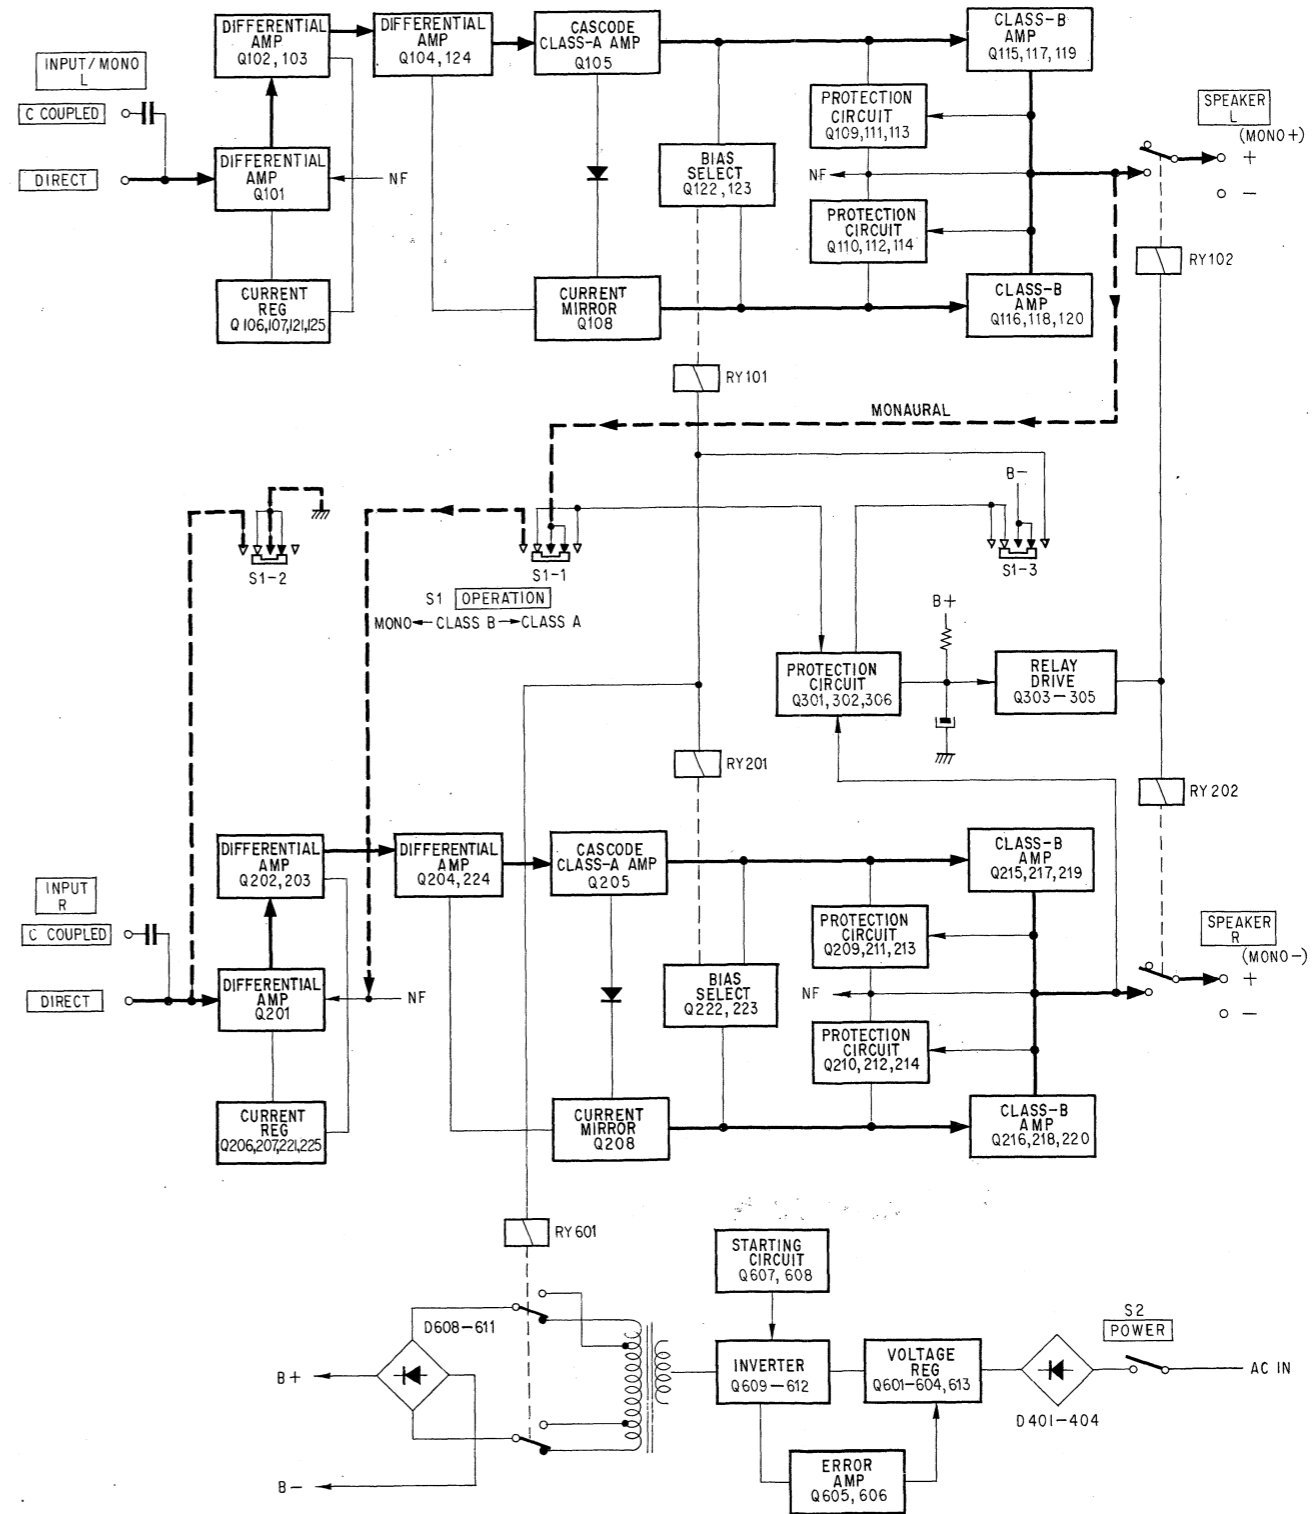 INPUT/MONO
L
C COUPLED
DIRECT
DIFFERENTIAL
AMP
Q102, 103
DIFFERENTIAL
AMP
Q104, 124
CASCODE
CLASS-A AMP
Q105
CLASS-B
AMP
Q115, 117, 119
DIFFERENTIAL
AMP
Q101
NF
BIAS
SELECT
Q122, 123
PROTECTION
CIRCUIT
Q109, 111, 113
NF
PROTECTION
CIRCUIT
Q110, 112, 114
SPEAKER
L
(MONO+)
+
−
RY102
CURRENT
REG
Q106, 107, 121, 125
CURRENT
MIRROR
Q108
CLASS-B
AMP
Q116, 118, 120
RY101
MONAURAL
B−
S1-2
S1-1
S1-3
S1 OPERATION
MONO CLASS B CLASS A
B+
PROTECTION
CIRCUIT
Q301, 302, 306
RELAY
DRIVE
Q303-305
RY201
RY202
INPUT
R
C COUPLED
DIRECT
DIFFERENTIAL
AMP
Q202, 203
DIFFERENTIAL
AMP
Q204, 224
CASCODE
CLASS-A AMP
Q205
CLASS-B
AMP
Q215, 217, 219
DIFFERENTIAL
AMP
Q201
NF
BIAS
SELECT
Q222, 223
PROTECTION
CIRCUIT
Q209, 211, 213
NF
PROTECTION
CIRCUIT
Q210, 212, 214
SPEAKER
R
(MONO−)
+
−
CURRENT
REG
Q206, 207, 221, 225
CURRENT
MIRROR
Q208
CLASS-B
AMP
Q216, 218, 220
RY601
STARTING
CIRCUIT
Q607, 608
D608-611
B+
B−
INVERTER
Q609-612
VOLTAGE
REG
Q601-604, 613
ERROR
AMP
Q605, 606
D401-404
S2
POWER
AC IN